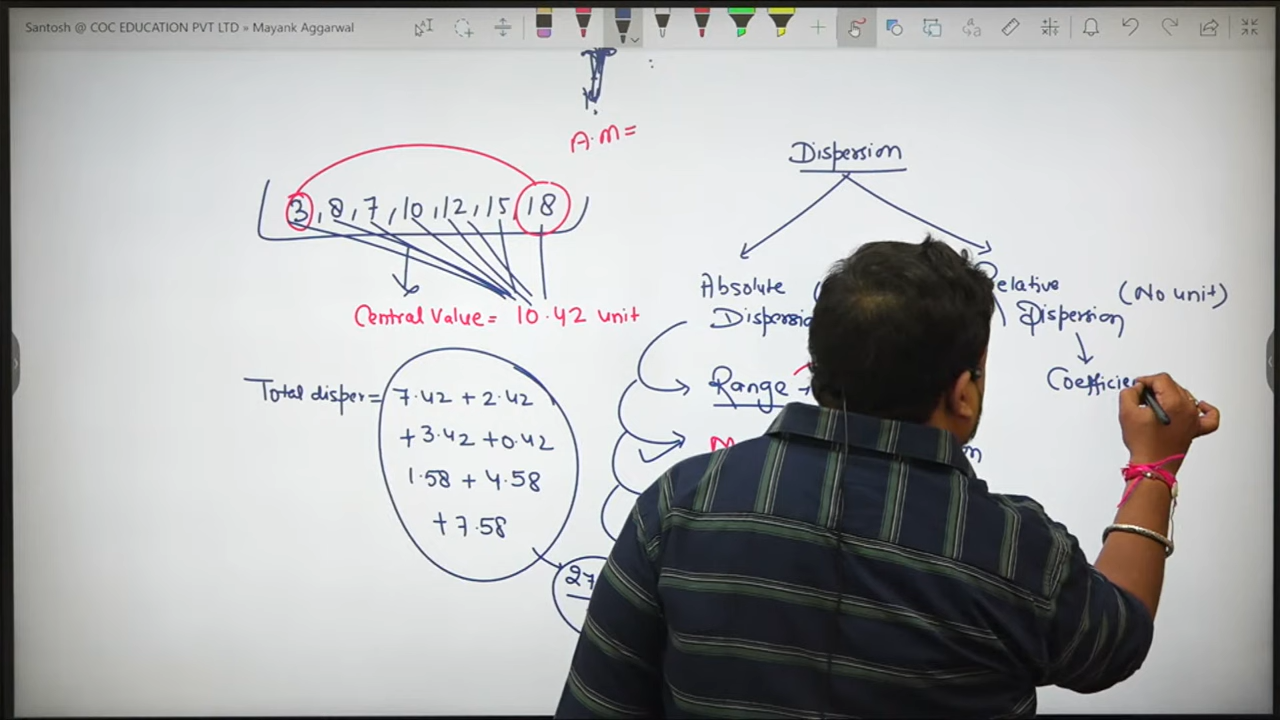 Santosh @ COC EDUCATION PVT LTD » Mayank Aggarwal
A.M=
3, 8, 7, 10, 12, 15, 18
Central Value = 10.42 unit
Total disper = 7.42 + 2.42
+ 3.42 + 0.42
1.58 + 4.58
+ 7.58
27
Dispersion
Absolute
Dispersio
Range →
Relative
Dispersion
(No unit)
Coefficien